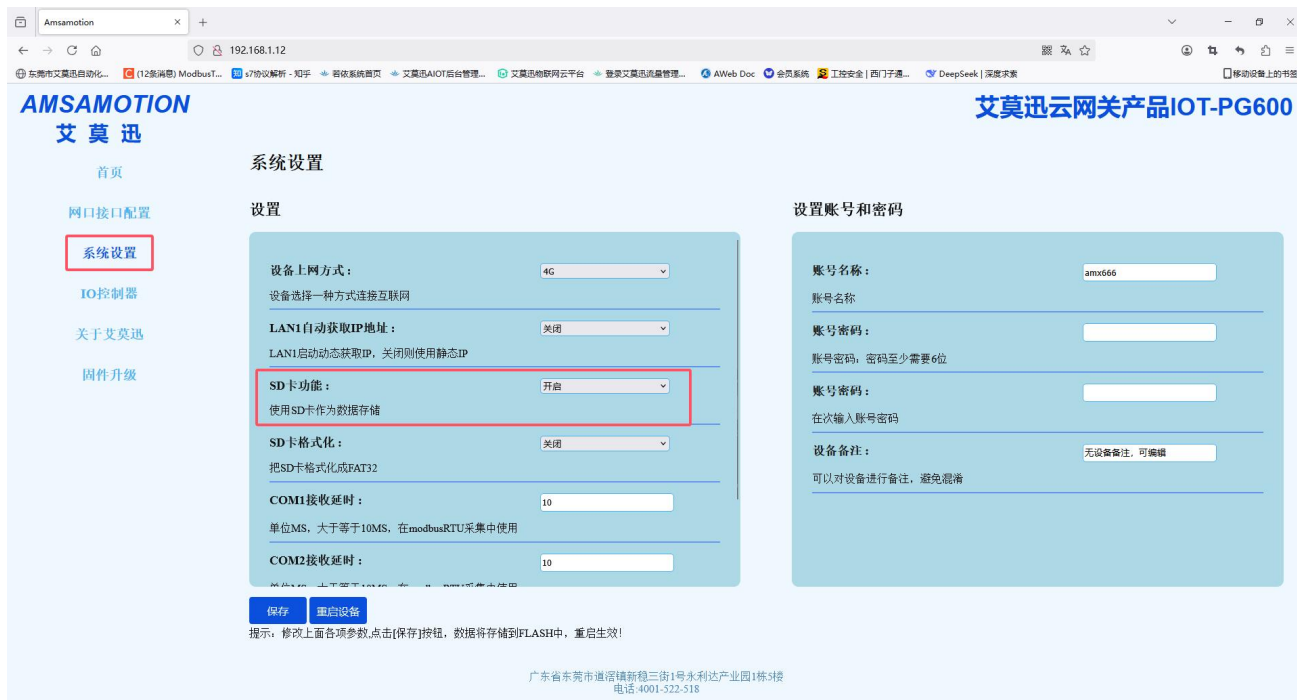 Amsamotion
192.168.1.12
东莞市艾莫迅自动化...
(12条消息) ModbusT...
s7协议解析 - 知乎
若依系统首页
艾莫迅AIOT后台管理...
艾莫迅物联网云平台
登录艾莫迅流量管理...
AWeb Doc
会员系统
工控安全 | 西门子通...
DeepSeek | 深度求索
移动设备上的书签
AMSAMOTION
艾莫迅
艾莫迅云网关产品IOT-PG600
首页
网口接口配置
系统设置
IO控制器
关于艾莫迅
固件升级
系统设置
设置
设备上网方式：
4G
设备选择一种方式连接互联网
LAN1自动获取IP地址：
关闭
LAN1启动动态获取IP，关闭则使用静态IP
SD卡功能：
开启
使用SD卡作为数据存储
SD卡格式化：
关闭
把SD卡格式化成FAT32
COM1接收延时：
10
单位MS，大于等于10MS，在modbusRTU采集中使用
COM2接收延时：
10
设置账号和密码
账号名称：
amx666
账号名称
账号密码：
账号密码，密码至少需要6位
账号密码：
在次输入账号密码
设备备注：
无设备备注，可编辑
可以对设备进行备注，避免混淆
保存
重启设备
提示：修改上面各项参数,点击[保存]按钮，数据将存储到FLASH中，重启生效!
广东省东莞市道滘镇新稳三街1号永利达产业园1栋5楼
电话:4001-522-518